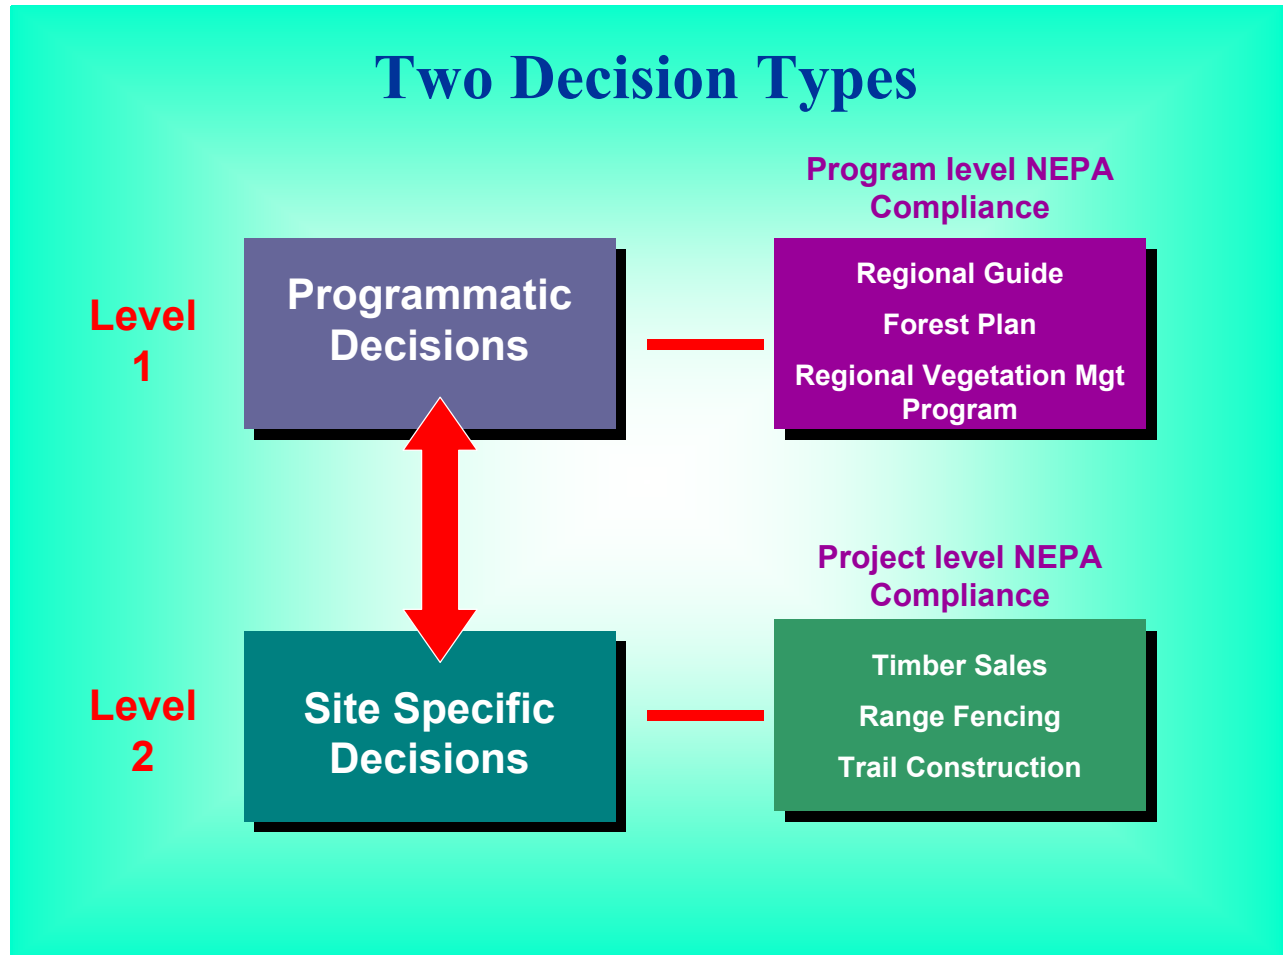 Two Decision Types
Program level NEPA
Compliance
Level
1
Programmatic
Decisions
Regional Guide
Forest Plan
Regional Vegetation Mgt
Program
Project level NEPA
Compliance
Level
2
Site Specific
Decisions
Timber Sales
Range Fencing
Trail Construction